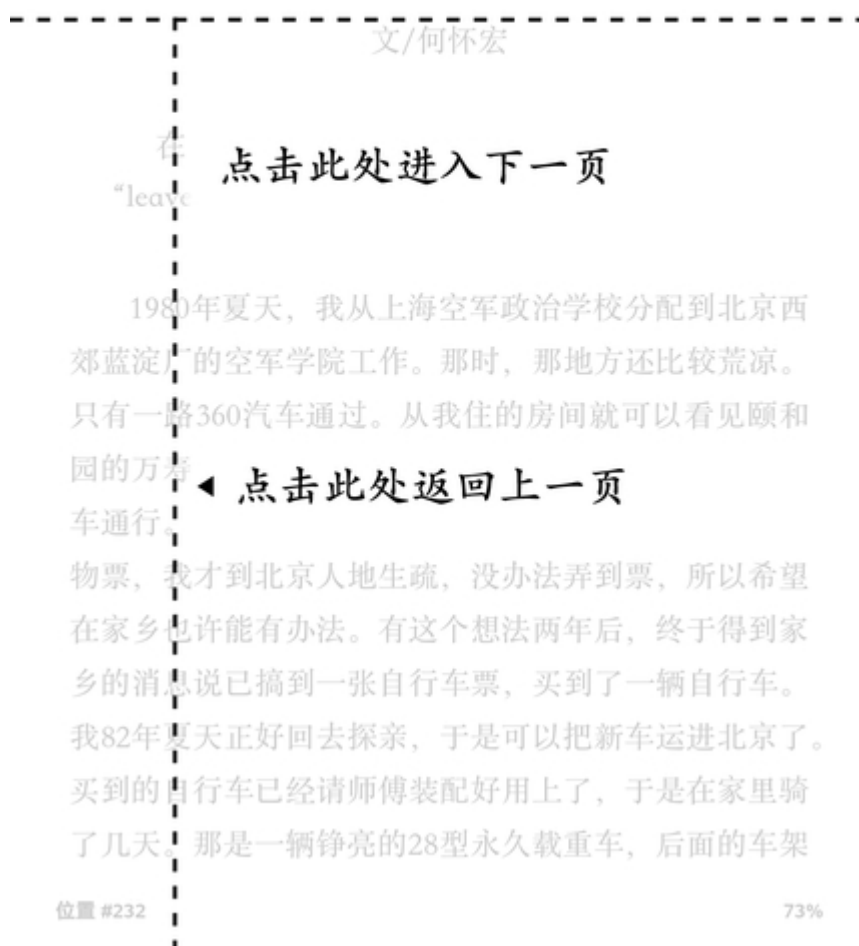 文/何怀宏
在
点击此处进入下一页
“leave
1980年夏天，我从上海空军政治学校分配到北京西
郊蓝淀厂的空军学院工作。那时，那地方还比较荒凉。
只有一路360汽车通过。从我住的房间就可以看见颐和
园的万寿
点击此处返回上一页
车通行。
物票，我才到北京人地生疏，没办法弄到票，所以希望
在家乡也许能有办法。有这个想法两年后，终于得到家
乡的消息说已搞到一张自行车票，买到了一辆自行车。
我82年夏天正好回去探亲，于是可以把新车运进北京了。
买到的自行车已经请师傅装配好用上了，于是在家里骑
了几天。那是一辆铮亮的28型永久载重车，后面的车架
位置 #232
73%